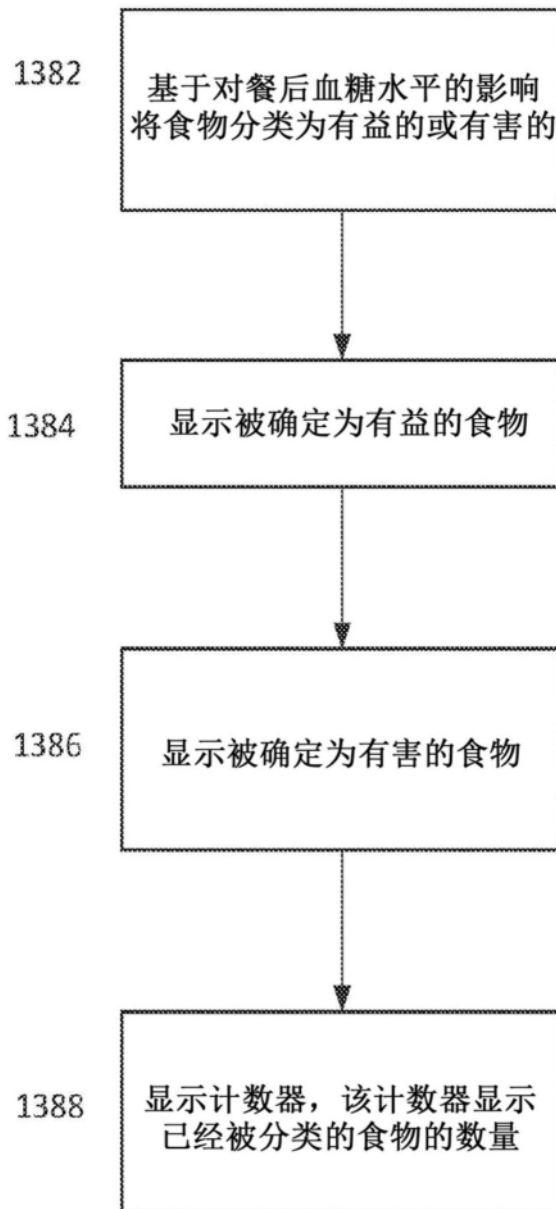 1382
基于对餐后血糖水平的影响
将食物分类为有益的或有害的
1384
显示被确定为有益的食物
1386
显示被确定为有害的食物
1388
显示计数器，该计数器显示
已经被分类的食物的数量